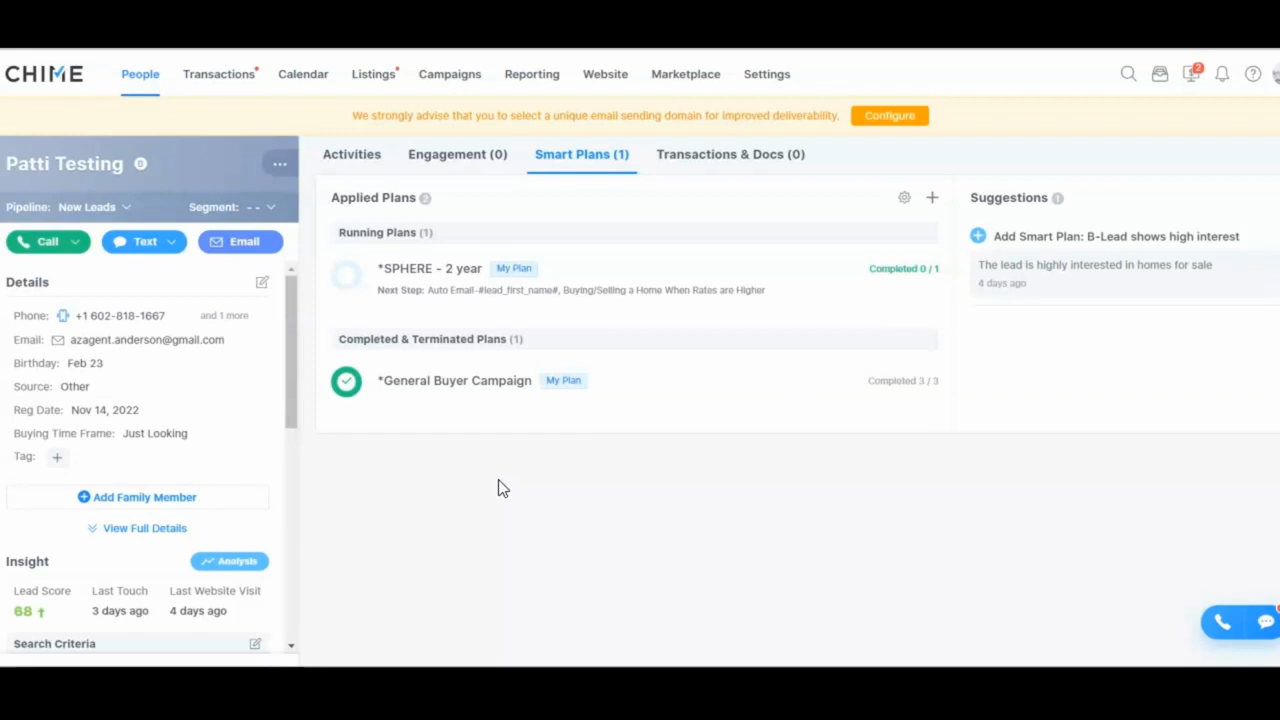 CHIME People Transactions Calendar Listings Campaigns Reporting Website Marketplace Settings 2
We strongly advise that you to select a unique email sending domain for improved deliverability. Configure
Patti Testing
Pipeline: New Leads Segment: - -
Call Text Email
Details
Phone: +1 602-818-1667 and 1 more
Email: azagent.anderson@gmail.com
Birthday: Feb 23
Source: Other
Reg Date: Nov 14, 2022
Buying Time Frame: Just Looking
Tag:
Add Family Member
View Full Details
Insight Analysis
Lead Score Last Touch Last Website Visit
68 3 days ago 4 days ago
Search Criteria
Activities Engagement (0) Smart Plans (1) Transactions & Docs (0)
Applied Plans 2
Running Plans (1)
*SPHERE - 2 year My Plan Completed 0 / 1
Next Step: Auto Email-#lead_first_name#, Buying/Selling a Home When Rates are Higher
Completed & Terminated Plans (1)
*General Buyer Campaign My Plan Completed 3 / 3
Suggestions 1
Add Smart Plan: B-Lead shows high interest
The lead is highly interested in homes for sale
4 days ago